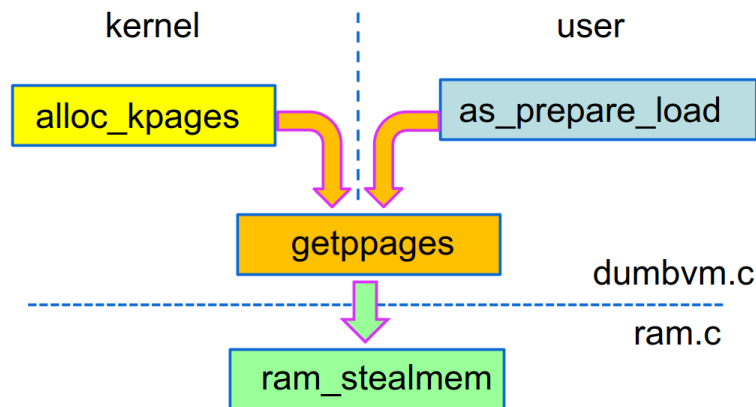 kernel
user
alloc_kpages
as_prepare_load
getppages
dumbvm.c
ram.c
ram_stealmem